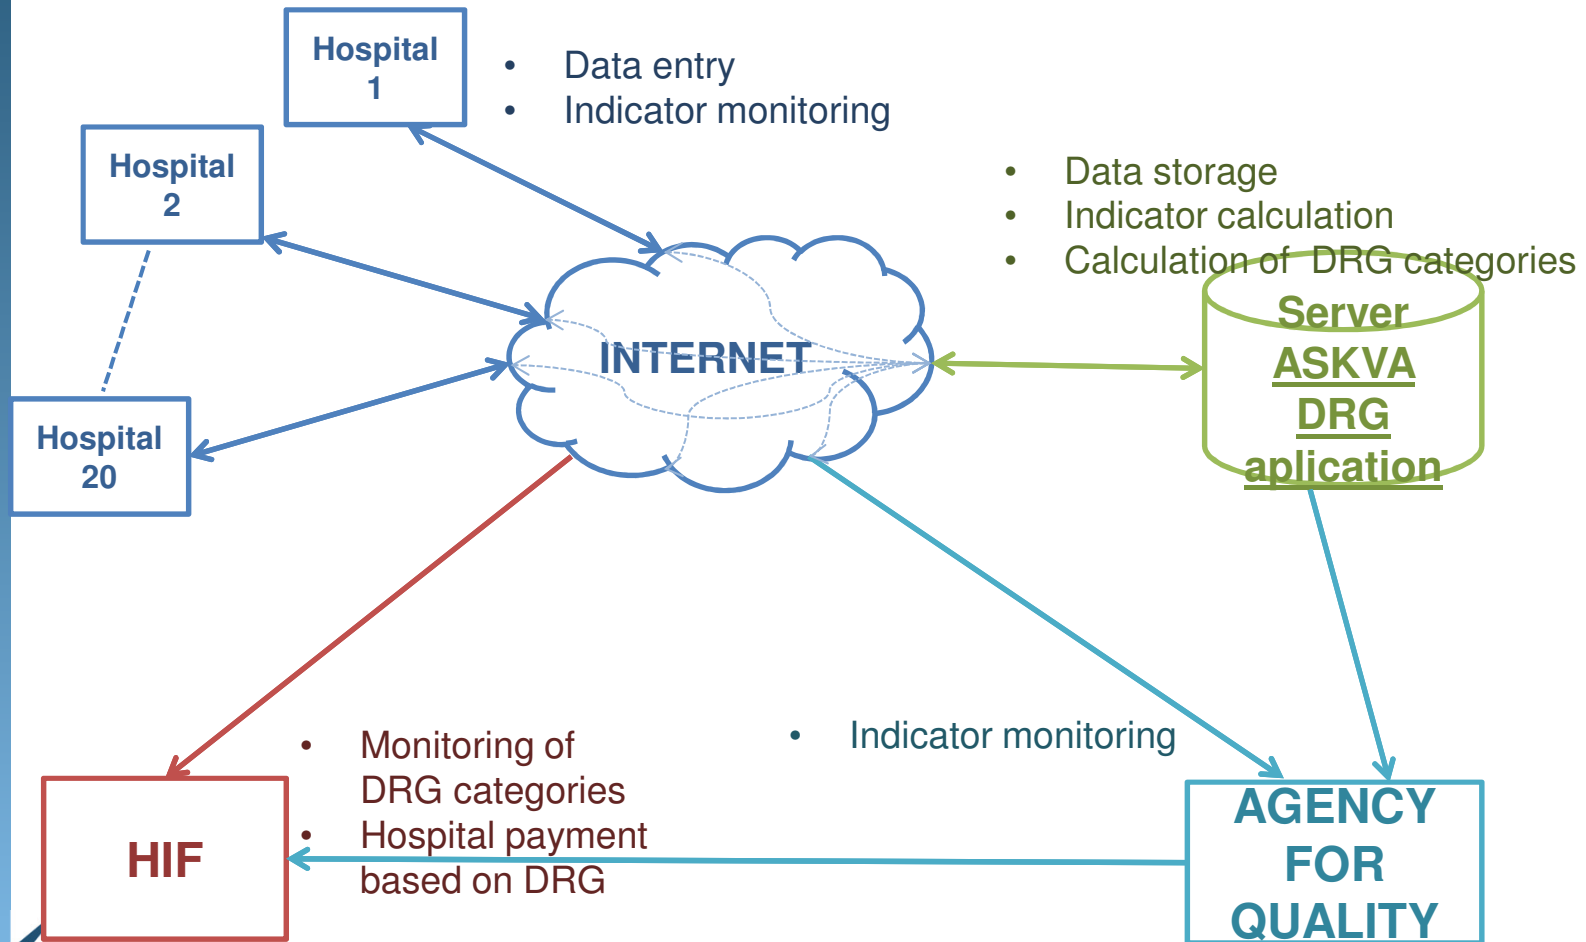 Hospital
1
• Data entry
• Indicator monitoring
Hospital
2
• Data storage
• Indicator calculation
• Calculation of DRG categories
Server
ASKVA
DRG
aplication
INTERNET
Hospital
20
• Monitoring of
DRG categories
• Hospital payment
based on DRG
• Indicator monitoring
HIF
AGENCY
FOR
QUALITY